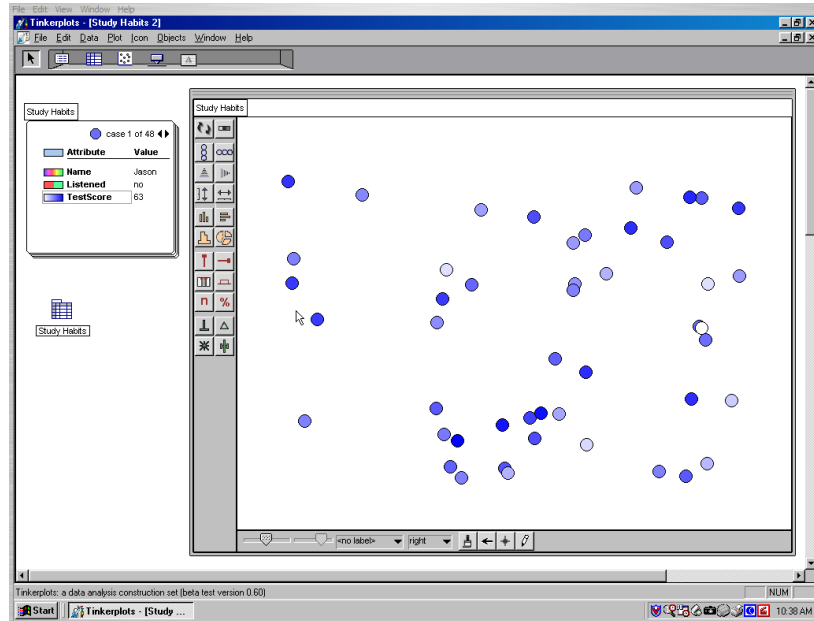 File Edit View Window Help
Tinkerplots - [Study Habits 2]
File Edit Data Plot Icon Objects Window Help
A
Study Habits
case 1 of 48
Attribute Value
Name Jason
Listened no
TestScore 63
Study Habits
Study Habits
n %
<no label> right
Tinkerplots: a data analysis construction set (beta test version 0.60)
NUM
Start
Tinkerplots - [Study ...
10:38 AM